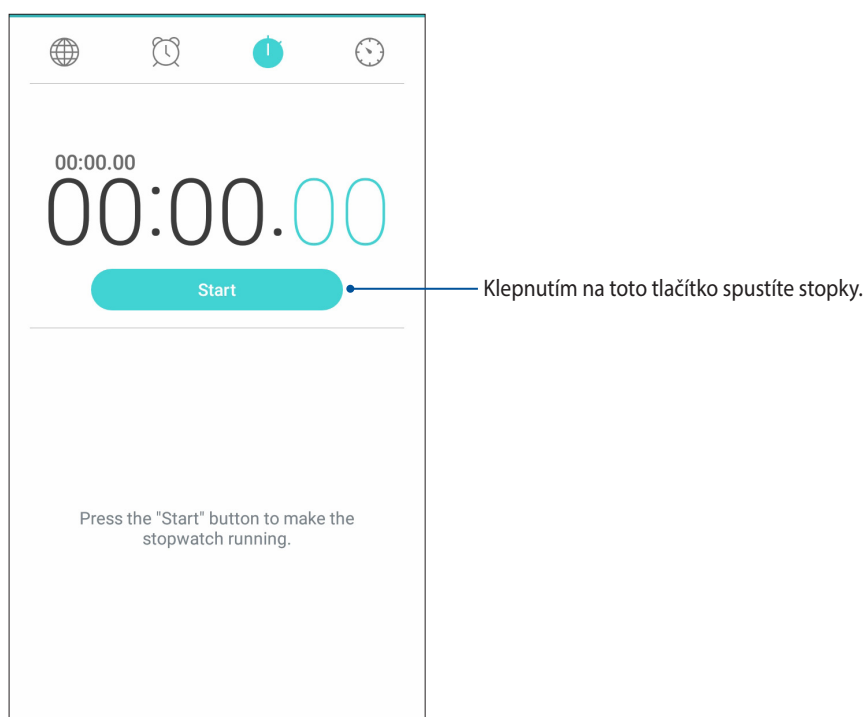 00:00.00
00:00.00
Start
Klepnutím na toto tlačítko spustíte stopky.
Press the "Start" button to make the
stopwatch running.